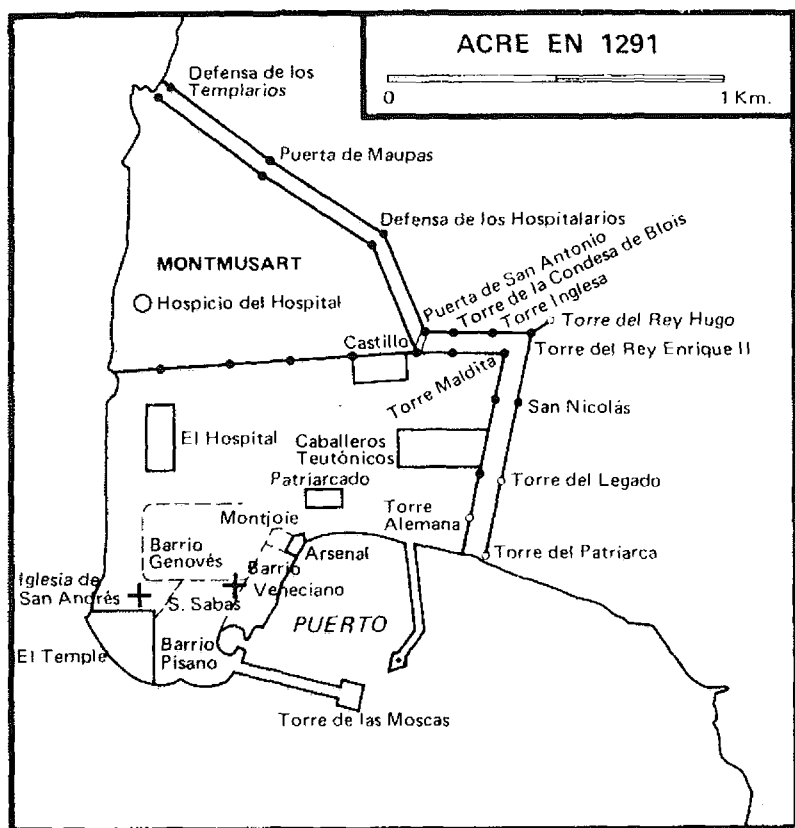 ACRE EN 1291
0
1 Km.
Defensa de los
Templarios
Puerta de Maupas
Defensa de los Hospitalarios
MONTMUSART
Hospicio del Hospital
Puerta de San Antonio
Torre de la Condesa de Blois
Torre Inglesa
Torre del Rey Hugo
Castillo
Torre del Rey Enrique II
Torre Maldita
San Nicolás
El Hospital
Caballeros
Teutónicos
Patriarcado
Torre del Legado
Montjoie
Torre
Alemana
Barrio
Genovés
Arsenal
Torre del Patriarca
Barrio
Veneciano
Iglesia de
San Andrés
S. Sabas
PUERTO
El Temple
Barrio
Pisano
Torre de las Moscas